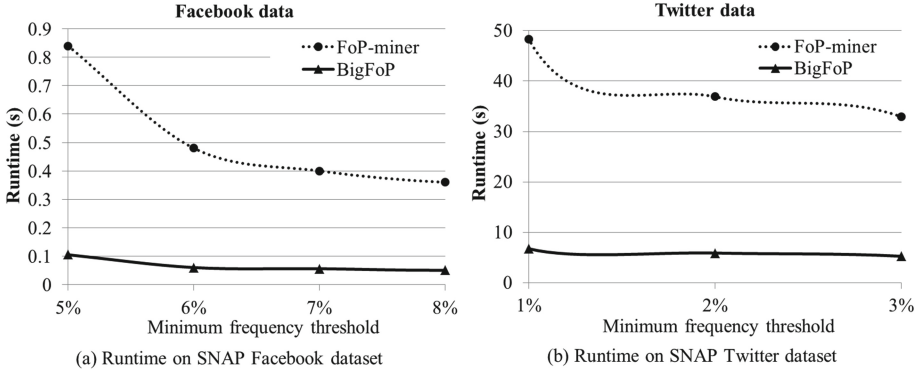 Facebook data
0.9
0.8
0.7
0.6
0.5
0.4
0.3
0.2
0.1
0
Runtime (s)
FoP-miner
BigFoP
5% 6% 7% 8%
Minimum frequency threshold
(a) Runtime on SNAP Facebook dataset
Twitter data
50
40
30
20
10
0
Runtime (s)
FoP-miner
BigFoP
1% 2% 3%
Minimum frequency threshold
(b) Runtime on SNAP Twitter dataset